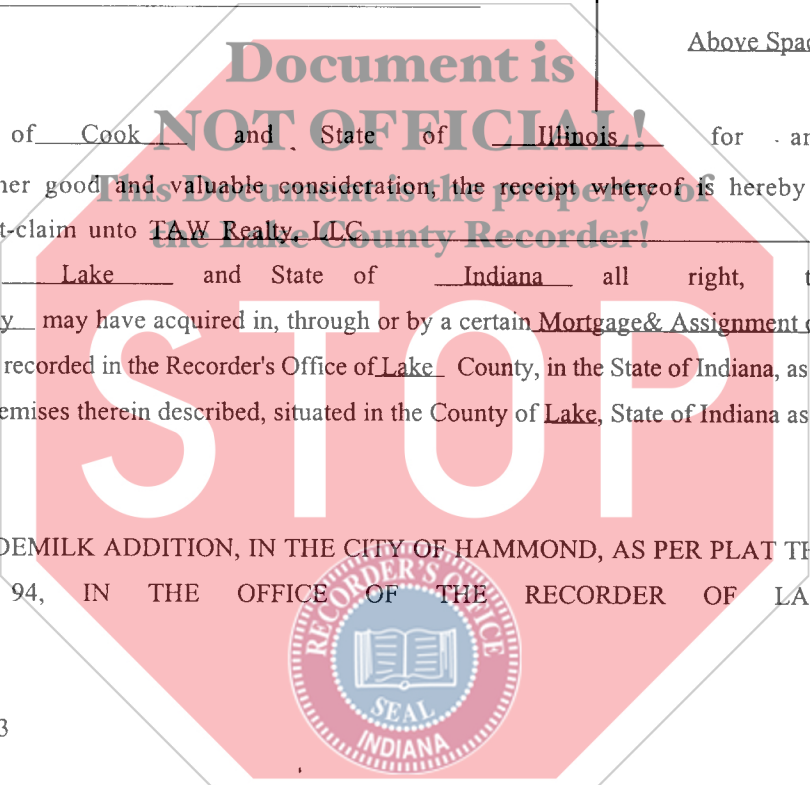 Above Spac
Document is
NOT OFFICIAL!
of Cook and State of Illinois for an
This Document is the property of
ner good and valuable consideration, the receipt whereof is hereby
the Lake County Recorder!
t-claim unto TAW Realty, LLC
Lake and State of Indiana all right, t
y may have acquired in, through or by a certain Mortgage& Assignment o
recorded in the Recorder's Office of Lake County, in the State of Indiana, as
emises therein described, situated in the County of Lake, State of Indiana as
STOP
DEMILK ADDITION, IN THE CITY OF HAMMOND, AS PER PLAT TH
94, IN THE OFFICE OF THE RECORDER OF LA
RECORDER'S OFFICE
SEAL
INDIANA
3